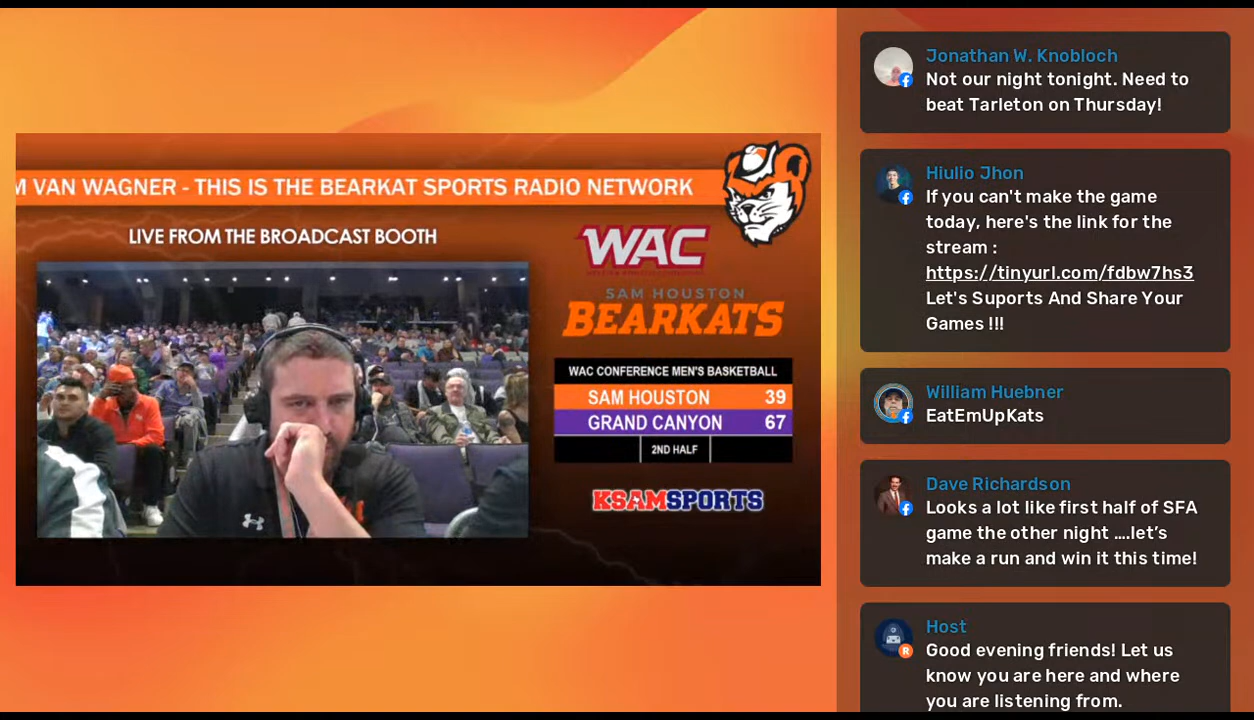 M VAN WAGNER - THIS IS THE BEARKAT SPORTS RADIO NETWORK
LIVE FROM THE BROADCAST BOOTH
WAC
SAM HOUSTON
BEARKATS
WAC CONFERENCE MEN'S BASKETBALL
SAM HOUSTON 39
GRAND CANYON 67
2ND HALF
KSAMSPORTS
Jonathan W. Knobloch
Not our night tonight. Need to
beat Tarleton on Thursday!
Hiulio Jhon
If you can't make the game
today, here's the link for the
stream :
https://tinyurl.com/fdbw7hs3
Let's Suports And Share Your
Games !!!
William Huebner
EatEmUpKats
Dave Richardson
Looks a lot like first half of SFA
game the other night ....let’s
make a run and win it this time!
Host
R
Good evening friends! Let us
know you are here and where
you are listening from.